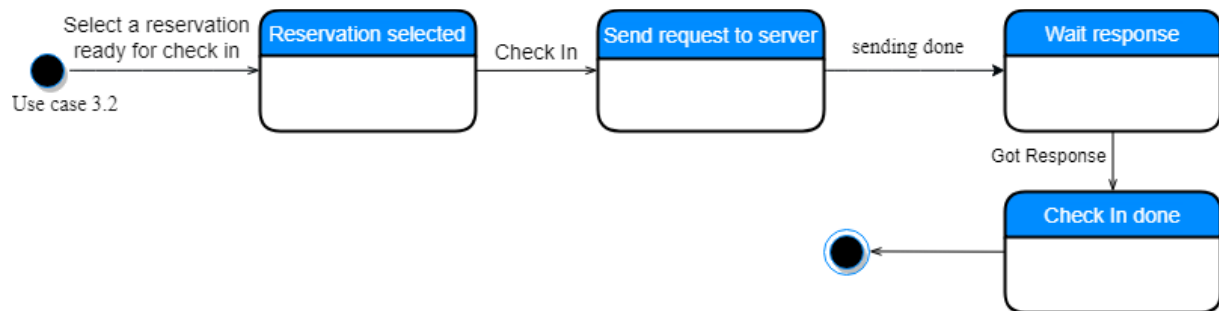 Select a reservation
ready for check in
Use case 3.2
Reservation selected
Check In
Send request to server
sending done
Wait response
Got Response
Check In done